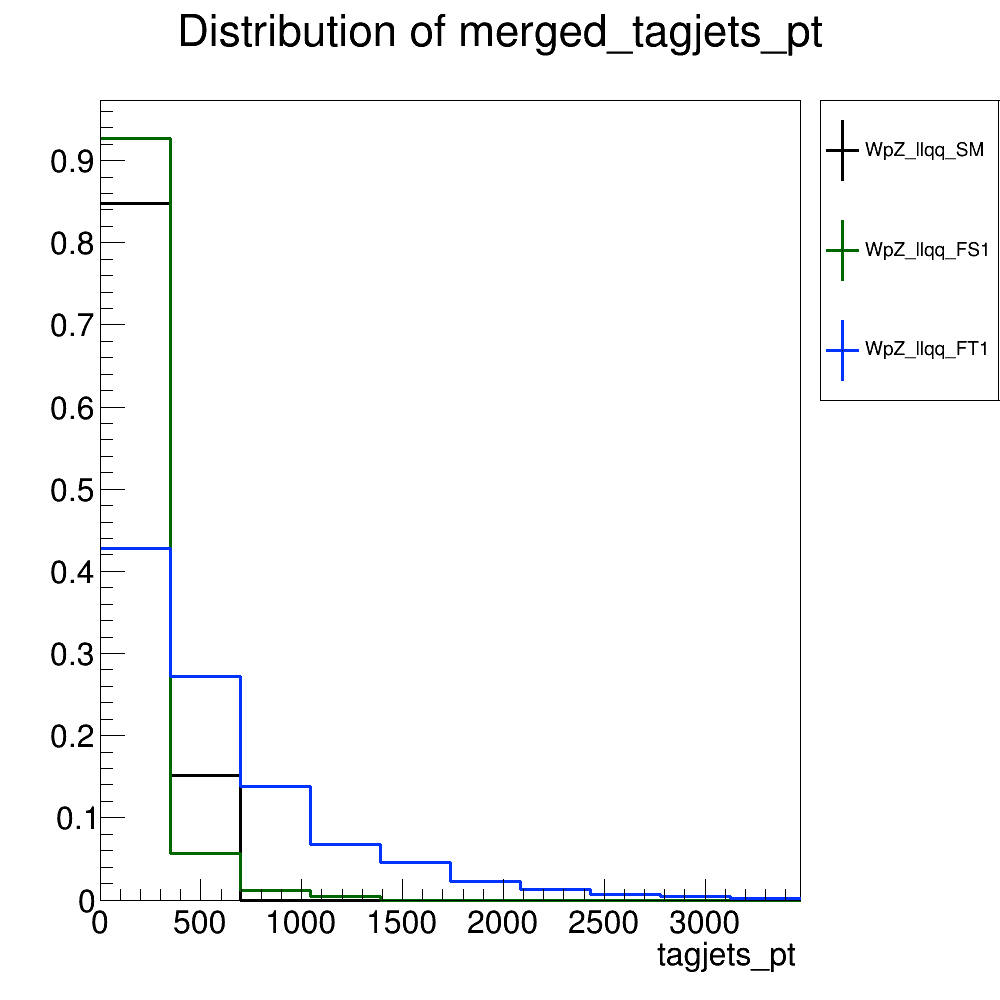 Distribution of merged_tagjets_pt
WpZ_llqq_SM
WpZ_llqq_FS1
WpZ_llqq_FT1
0.9
0.8
0.7
0.6
0.5
0.4
0.3
0.2
0.1
0
0 500 1000 1500 2000 2500 3000
tagjets_pt